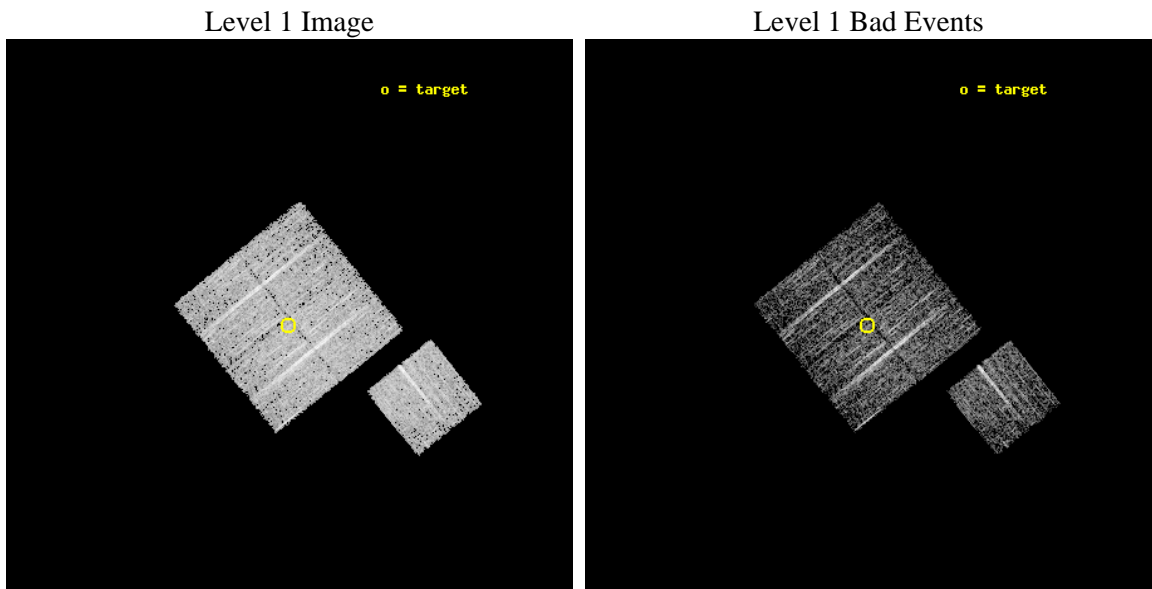 Level 1 Image
Level 1 Bad Events
o = target
o = target